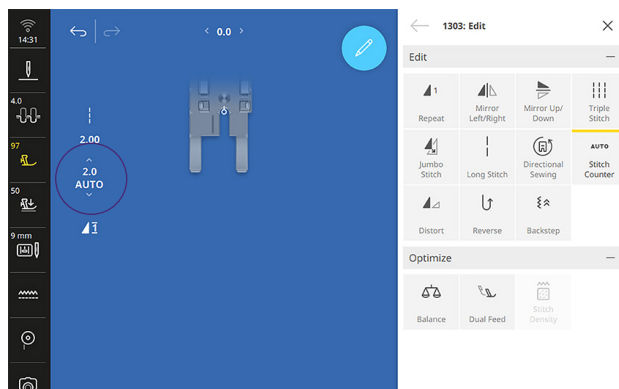 14:31
4.0
97
50
9 mm
0.0
2.00
2.0
AUTO
1
1303: Edit
Edit
1
Repeat
Mirror
Left/Right
Mirror Up/
Down
Triple
Stitch
Jumbo
Stitch
Long Stitch
Directional
Sewing
AUTO
Stitch
Counter
Distort
Reverse
Backstep
Optimize
Balance
Dual Feed
Stitch
Density